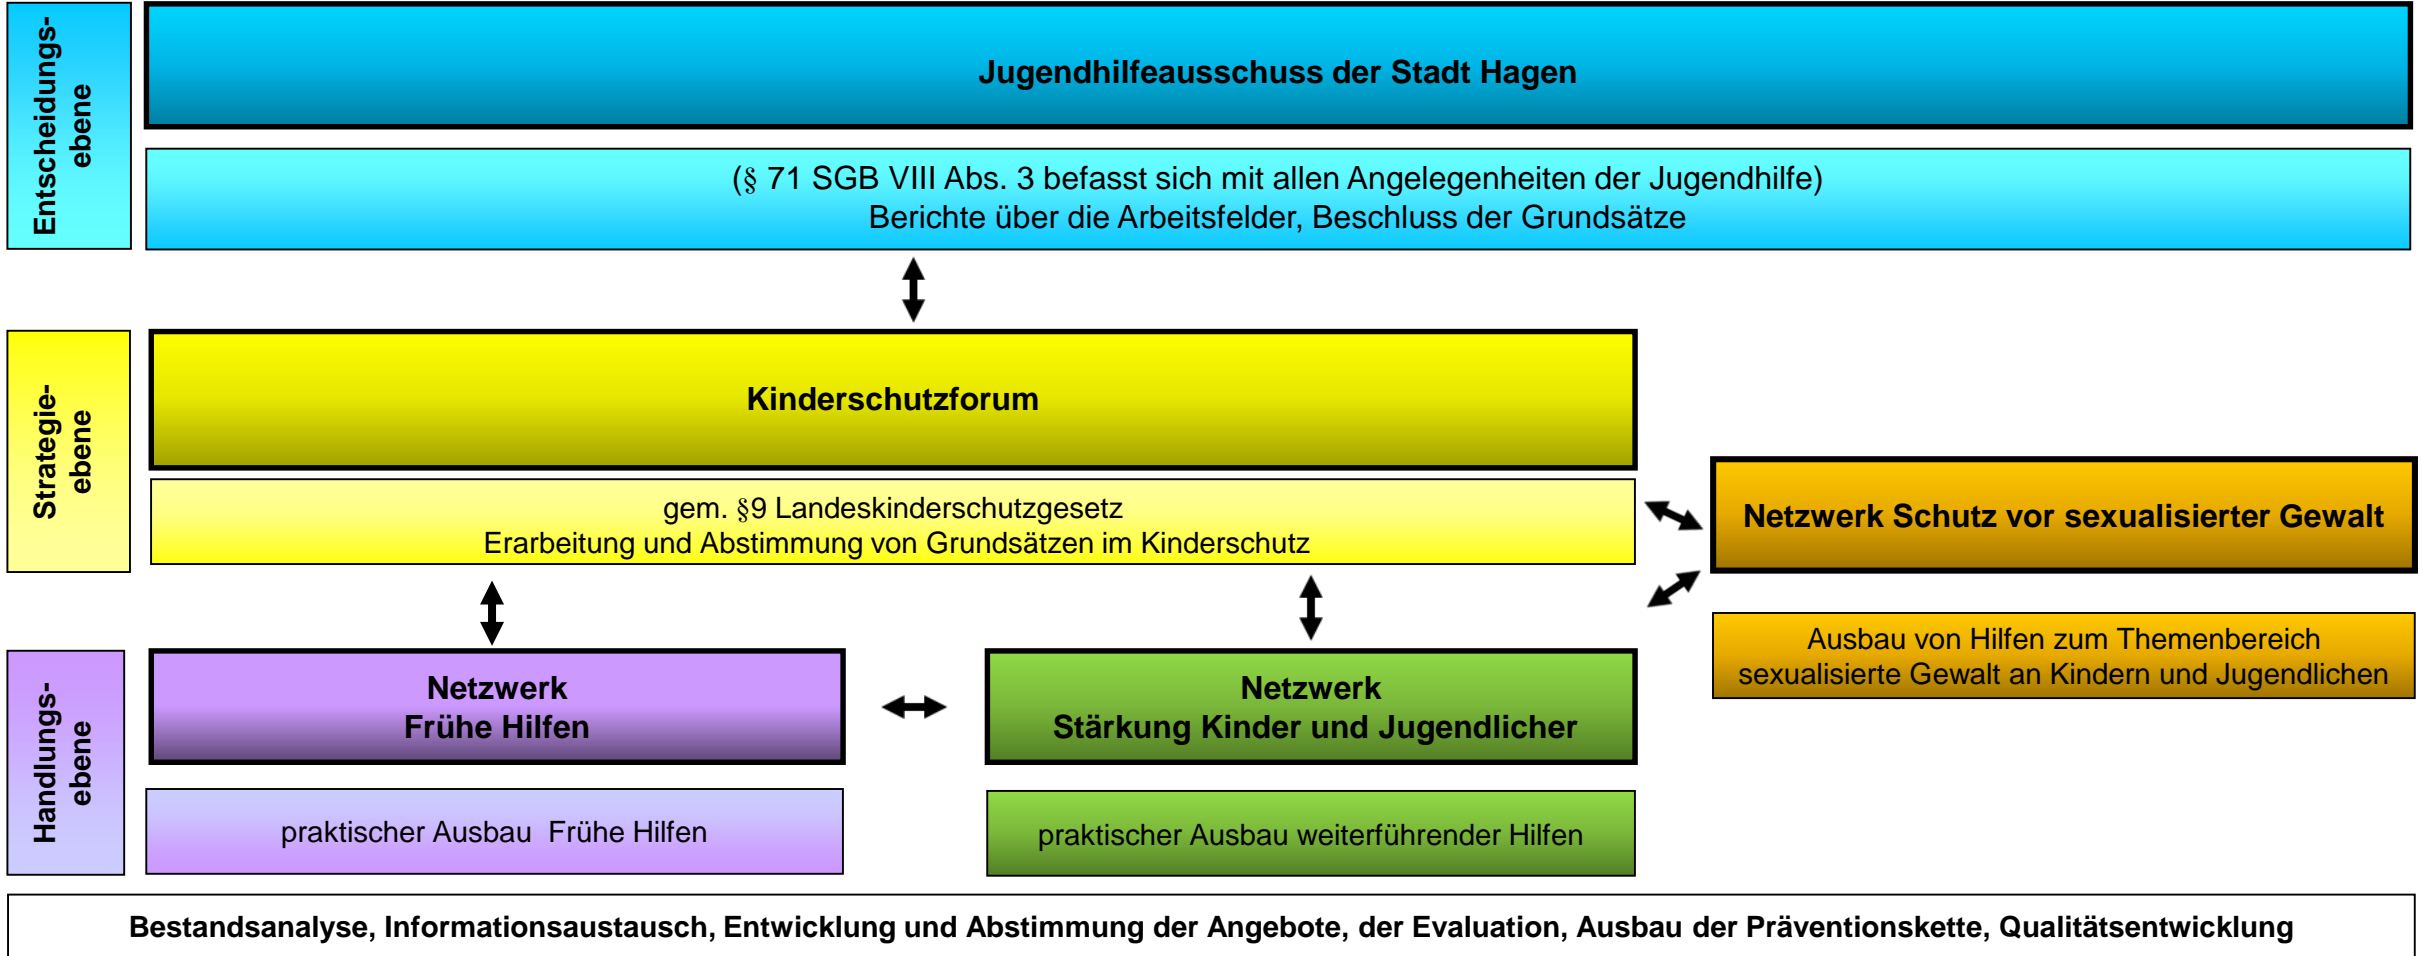 Entscheidungs-
ebene
Jugendhilfeausschuss der Stadt Hagen
(§ 71 SGB VIII Abs. 3 befasst sich mit allen Angelegenheiten der Jugendhilfe)
Berichte über die Arbeitsfelder, Beschluss der Grundsätze
Strategie-
ebene
Kinderschutzforum
gem. §9 Landeskinderschutzgesetz
Erarbeitung und Abstimmung von Grundsätzen im Kinderschutz
Netzwerk Schutz vor sexualisierter Gewalt
Ausbau von Hilfen zum Themenbereich
sexualisierte Gewalt an Kindern und Jugendlichen
Handlungs-
ebene
Netzwerk
Frühe Hilfen
praktischer Ausbau  Frühe Hilfen
Netzwerk
Stärkung Kinder und Jugendlicher
praktischer Ausbau weiterführender Hilfen
Bestandsanalyse, Informationsaustausch, Entwicklung und Abstimmung der Angebote, der Evaluation, Ausbau der Präventionskette, Qualitätsentwicklung